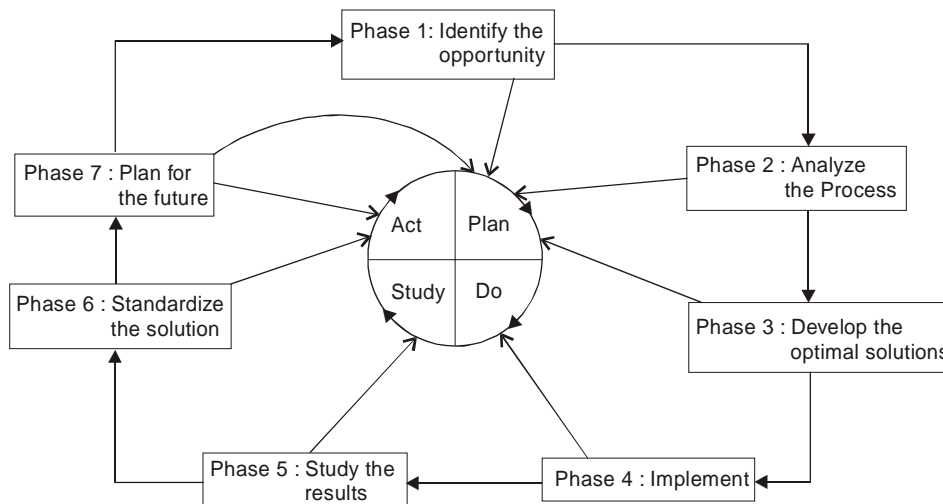 Phase 1: Identify the
opportunity
Phase 2 : Analyze
the Process
Phase 3 : Develop the
optimal solutions
Phase 4 : Implement
Phase 5 : Study the
results
Phase 6 : Standardize
the solution
Phase 7 : Plan for
the future
Act
Plan
Study
Do